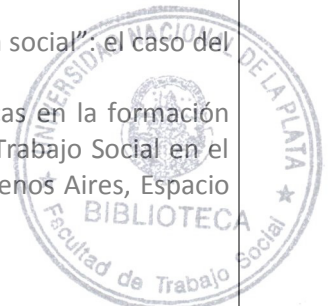 social”: el caso del
as en la formación
Trabajo Social en el
enos Aires, Espacio
UNIVERSIDAD NACIONAL DE LA PLATA
BIBLIOTECA
Facultad de Trabajo Social